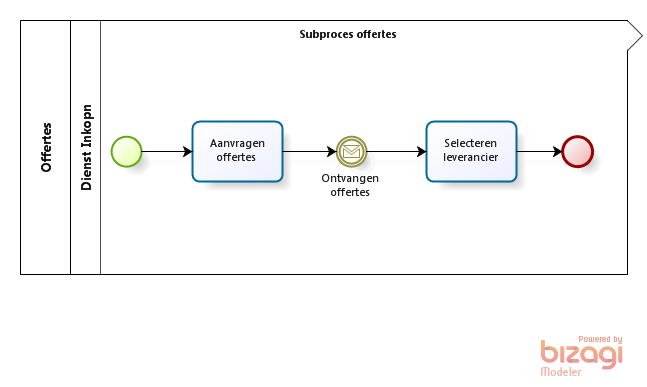 Subproces offertes
Offertes
Dienst Inkopn
Aanvragen
offertes
Ontvangen
offertes
Selecteren
leverancier
Powered by
bizagi
Modeler